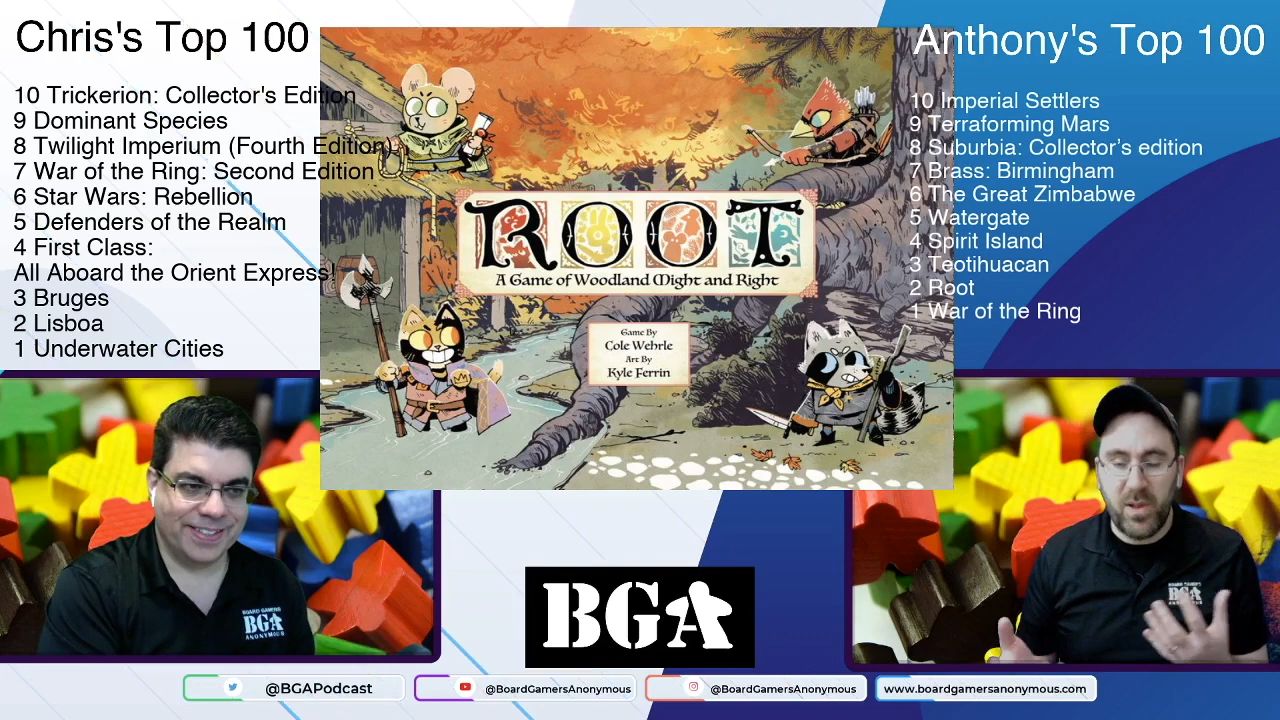 Chris's Top 100
10 Trickerion: Collector's Edition
9 Dominant Species
8 Twilight Imperium (Fourth Edition)
7 War of the Ring: Second Edition
6 Star Wars: Rebellion
5 Defenders of the Realm
4 First Class:
All Aboard the Orient Express!
3 Bruges
2 Lisboa
1 Underwater Cities
ROOT
A Game of Woodland Might and Right
Game By
Cole Wehrle
Art By
Kyle Ferrin
Anthony's Top 100
10 Imperial Settlers
9 Terraforming Mars
8 Suburbia: Collector’s edition
7 Brass: Birmingham
6 The Great Zimbabwe
5 Watergate
4 Spirit Island
3 Teotihuacan
2 Root
1 War of the Ring
BOARD GAMERS
BGA
ANONYMOUS
BGA
BGA
@BGAPodcast
@BoardGamersAnonymous
@BoardGamersAnonymous
www.boardgamersanonymous.com